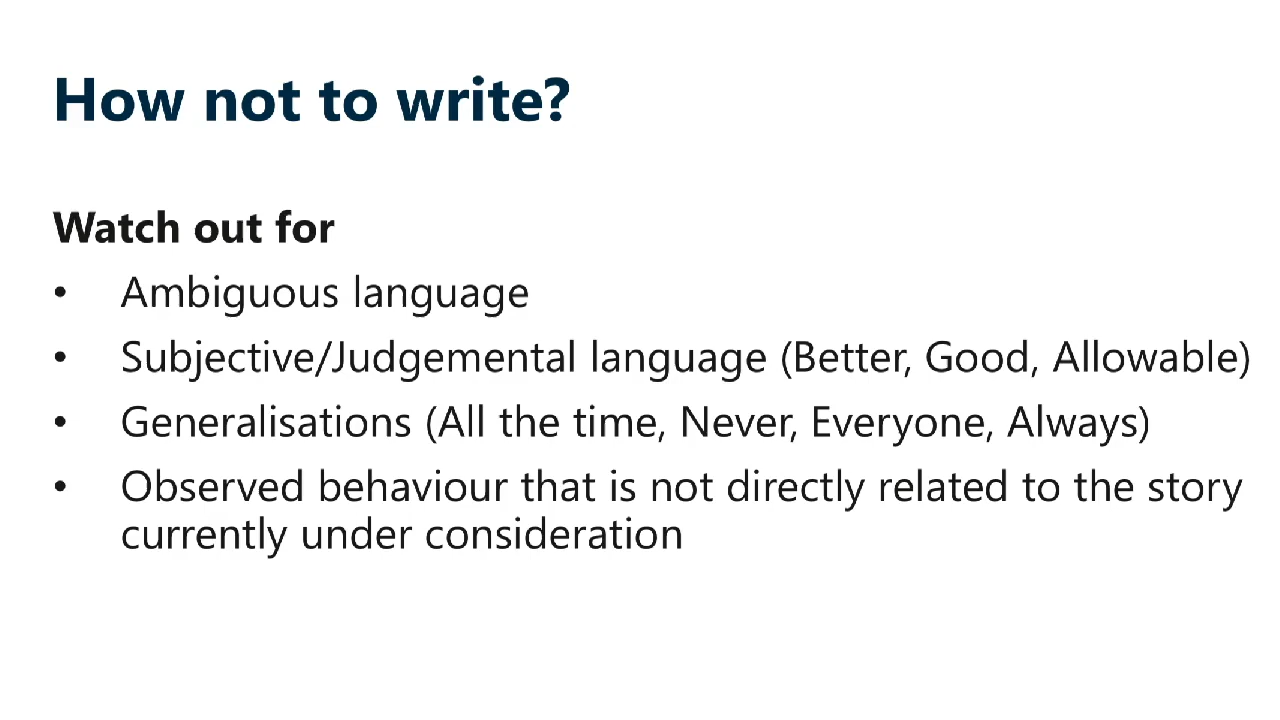 How not to write?
Watch out for
• Ambiguous language
• Subjective/Judgemental language (Better, Good, Allowable)
• Generalisations (All the time, Never, Everyone, Always)
• Observed behaviour that is not directly related to the story
currently under consideration